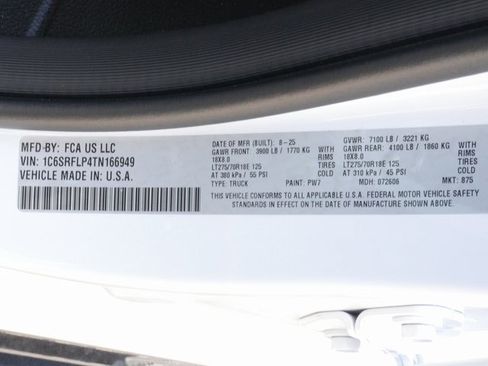 MFD BY: FCA US LLC
VIN: 1C6SRFLP4TN166949
VEHICLE MADE IN: U.S.A.
DATE OF MFR (BUILT): 8-25
GAWR FRONT: 3900 LB / 1770 KG WITH
18X8.0 RIMS
LT275/70R18E 125
AT 380 kPa / 55 PSI COLD
TYPE: TRUCK PAINT: PW7
GVWR: 7100 LB / 3221 KG
GAWR REAR: 4100 LB / 1860 KG WITH
18X8.0 RIMS
LT275/70R18E 125
AT 310 kPa / 45 PSI COLD
MDH: 072606 MKT: 875
THIS VEHICLE CONFORMS TO ALL APPLICABLE U.S.A. FEDERAL MOTOR VEHICLE SAFETY
STANDARDS IN EFFECT ON THE DATE OF MANUFACTURE SHOWN ABOVE.